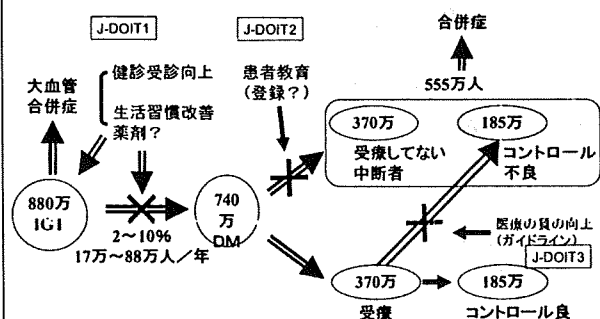 J-DOIT1
J-DOIT2
合併症
健診受診向上
生活習慣改善
薬剤？
大血管
合併症
患者教育
(登録？)
555万人
370万
受療してない
中断者
185万
コントロール
不良
880万
IGT
2～10%
17万～88万人／年
740
万
DM
医療の質の向上
(ガイドライン)
J-DOIT3
370万
受療
185万
コントロール良